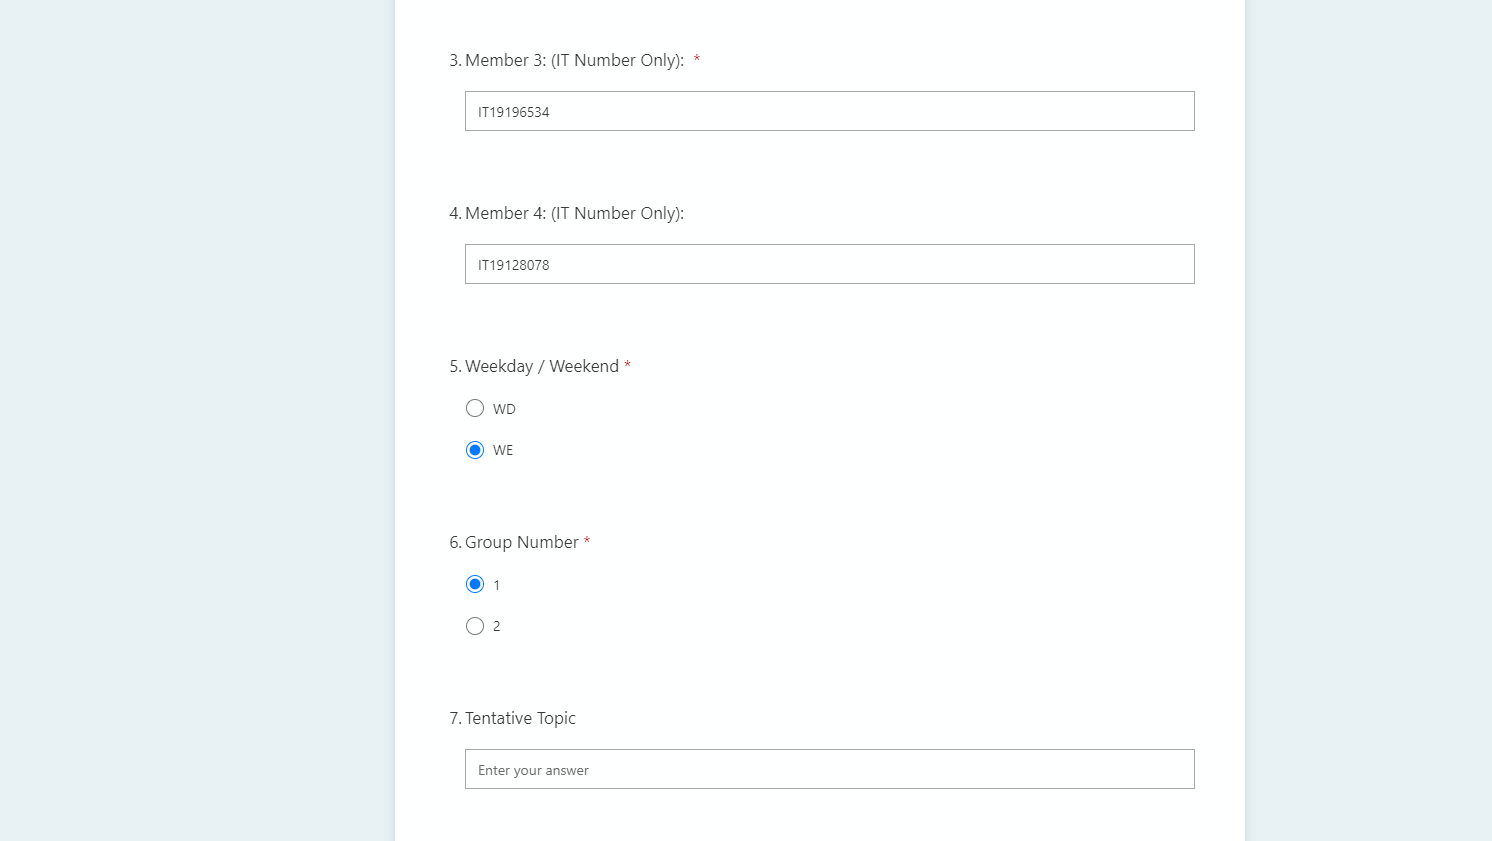 3. Member 3: (IT Number Only): *
IT19196534
4. Member 4: (IT Number Only):
IT19128078
5. Weekday / Weekend *
WD
WE
6. Group Number *
1
2
7. Tentative Topic
Enter your answer